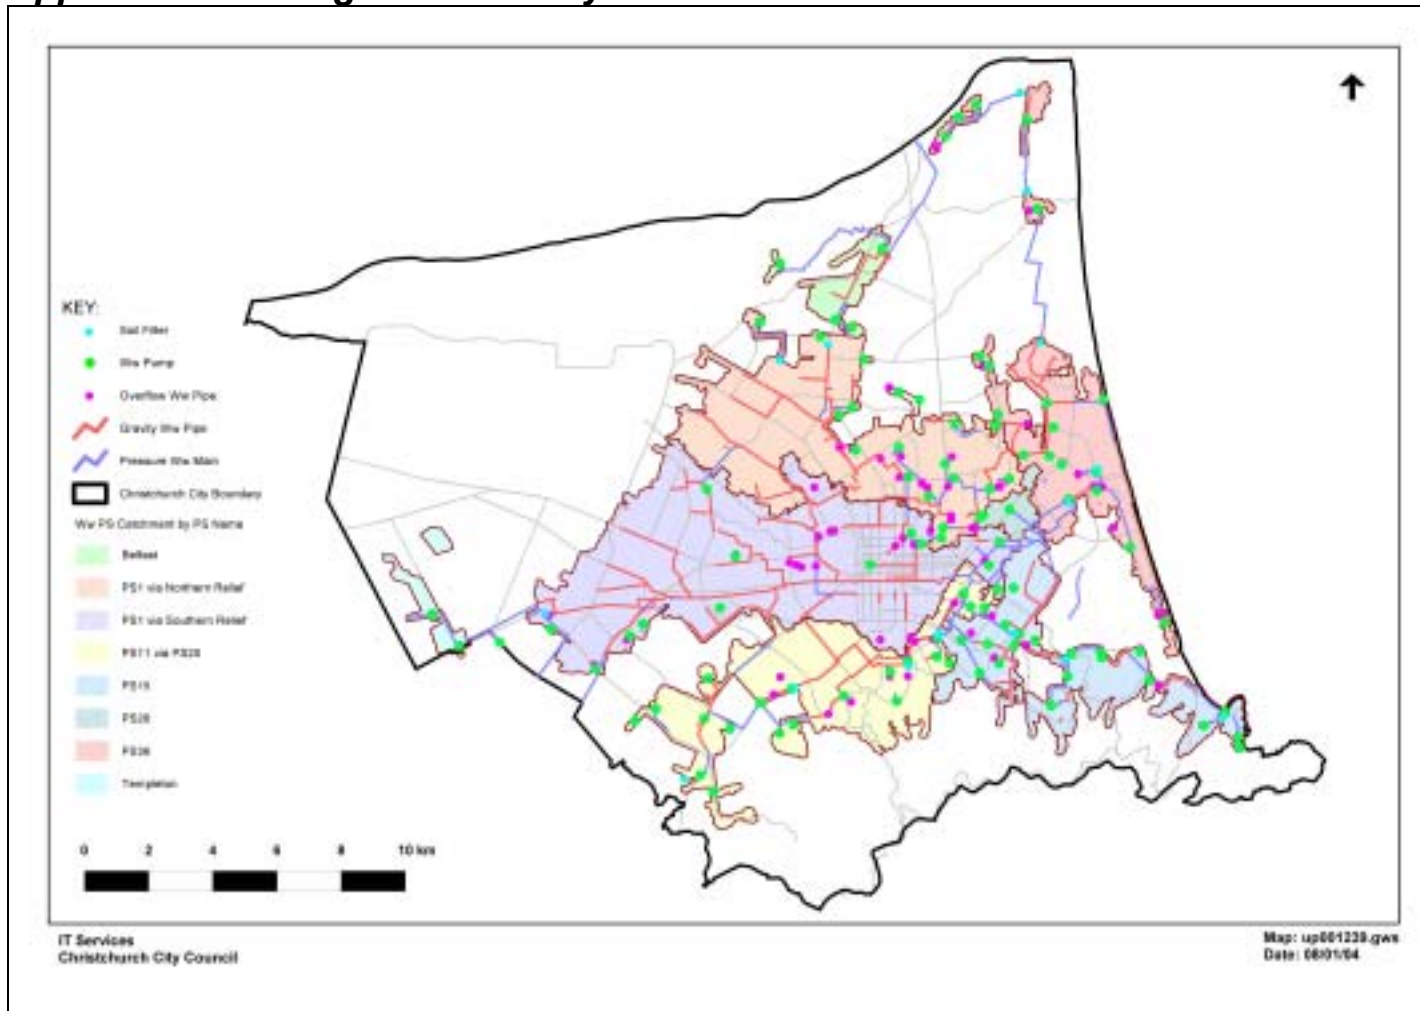 KEY:
Soil Filter
Ww Pump
Overflow Ww Pipe
Gravity Ww Pipe
Pressure Ww Main
Christchurch City Boundary
Ww PS Catchment by PS Name
Belfast
PS1 via Northern Relief
PS1 via Southern Relief
PS11 via PS20
PS15
PS36
Templeton
0 2 4 6 8 10 km
IT Services
Christchurch City Council
Map: up001239.gws
Date: 08/01/04